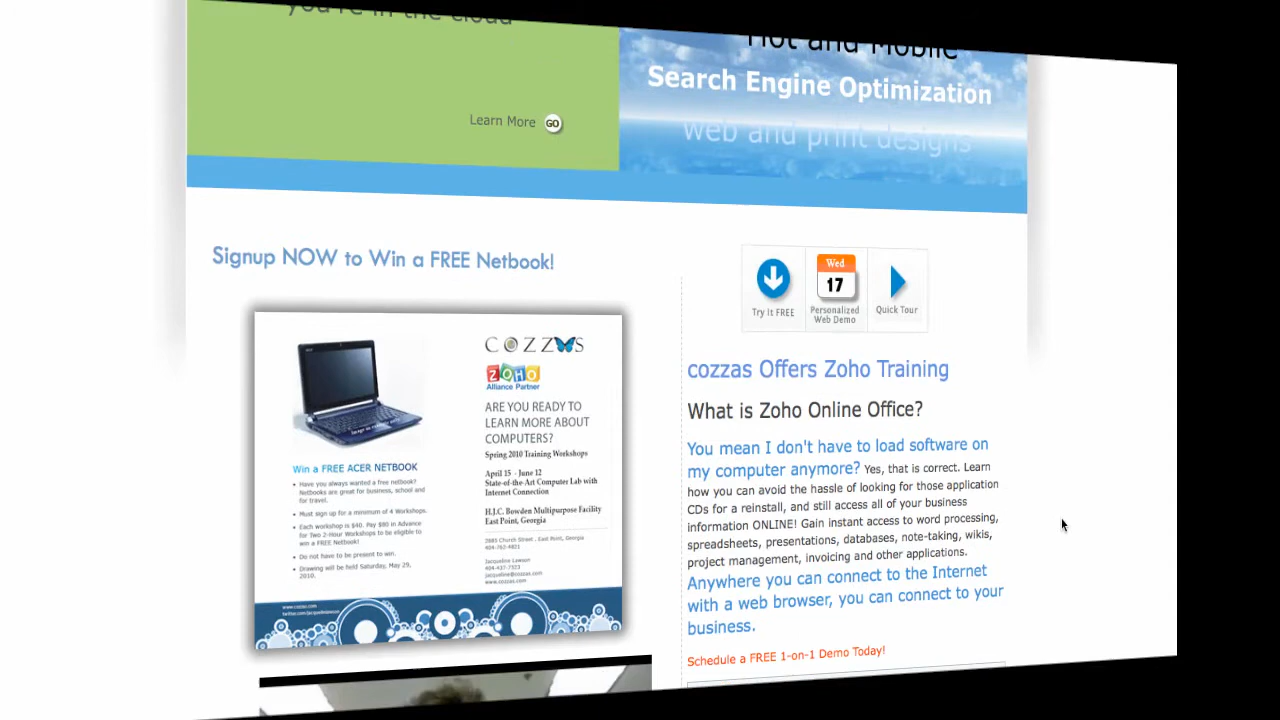 you're in the cloud
Learn More GO
Hot and Mobile
Search Engine Optimization
web and print designs
Signup NOW to Win a FREE Netbook!
COZZAS
ZOHO
Alliance Partner
ARE YOU READY TO
LEARN MORE ABOUT
COMPUTERS?
Spring 2010 Training Workshops
April 15 - June 12
State-of-the-Art Computer Lab with
Internet Connection
H.J.C. Bowden Multipurpose Facility
East Point, Georgia
2885 Church Street , East Point, Georgia
404-762-4821
Jacqueline Lawson
404-437-7323
jacqueline@cozzas.com
www.cozzas.com
Win a FREE ACER NETBOOK
• Have you always wanted a free netbook?
Netbooks are great for business, school and
for travel.
• Must sign up for a minimum of 4 Workshops.
• Each workshop is $40. Pay $80 in Advance
for Two 2-Hour Workshops to be eligible to
win a FREE Netbook!
• Do not have to be present to win.
• Drawing will be held Saturday, May 29,
2010.
www.cozzas.com
Try It FREE
Wed
17
Personalized
Web Demo
Quick Tour
cozzas Offers Zoho Training
What is Zoho Online Office?
You mean I don't have to load software on
my computer anymore? Yes, that is correct. Learn
how you can avoid the hassle of looking for those application
CDs for a reinstall, and still access all of your business
information ONLINE! Gain instant access to word processing,
spreadsheets, presentations, databases, note-taking, wikis,
project management, invoicing and other applications.
Anywhere you can connect to the Internet
with a web browser, you can connect to your
business.
Schedule a FREE 1-on-1 Demo Today!